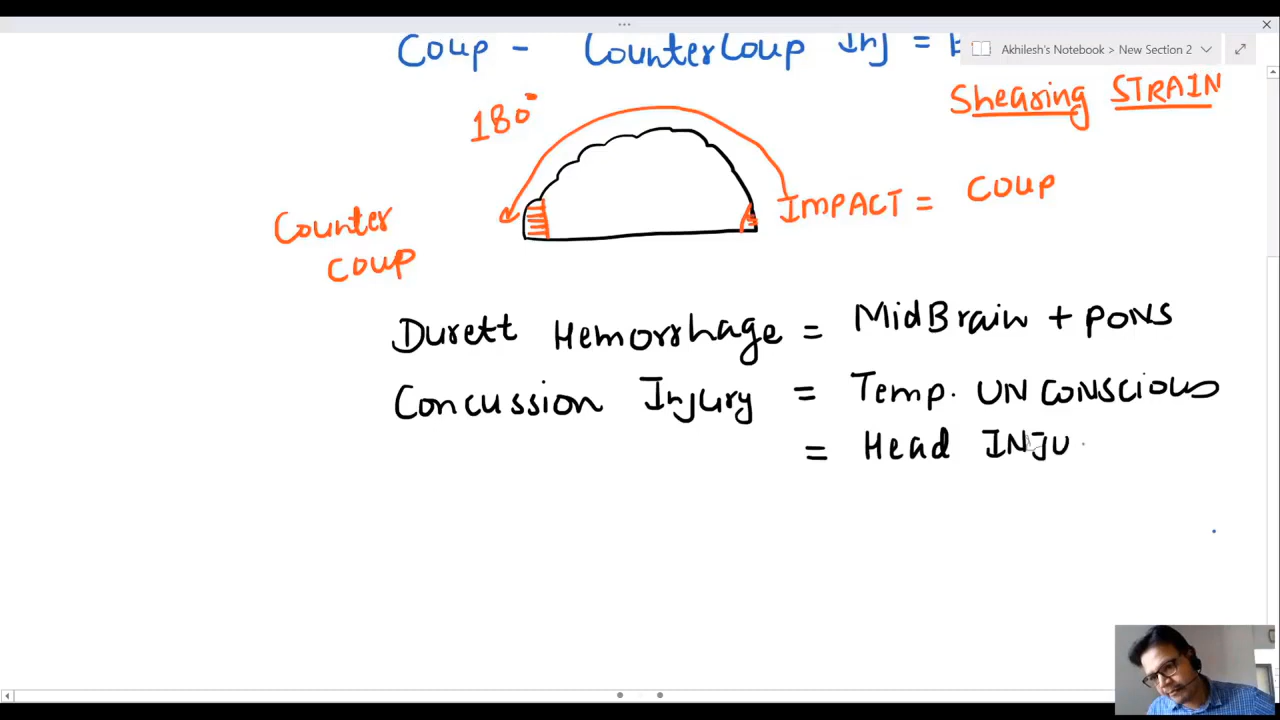 Coup - CounterCoup Inj =
Akhilesh's Notebook > New Section 2
Shearing STRAIN
180°
IMPACT = COUP
Counter
COUP
Durett Hemorrhage = MidBrain + PONS
Concussion Injury = Temp. UNCONSCIOUS
= Head INJU